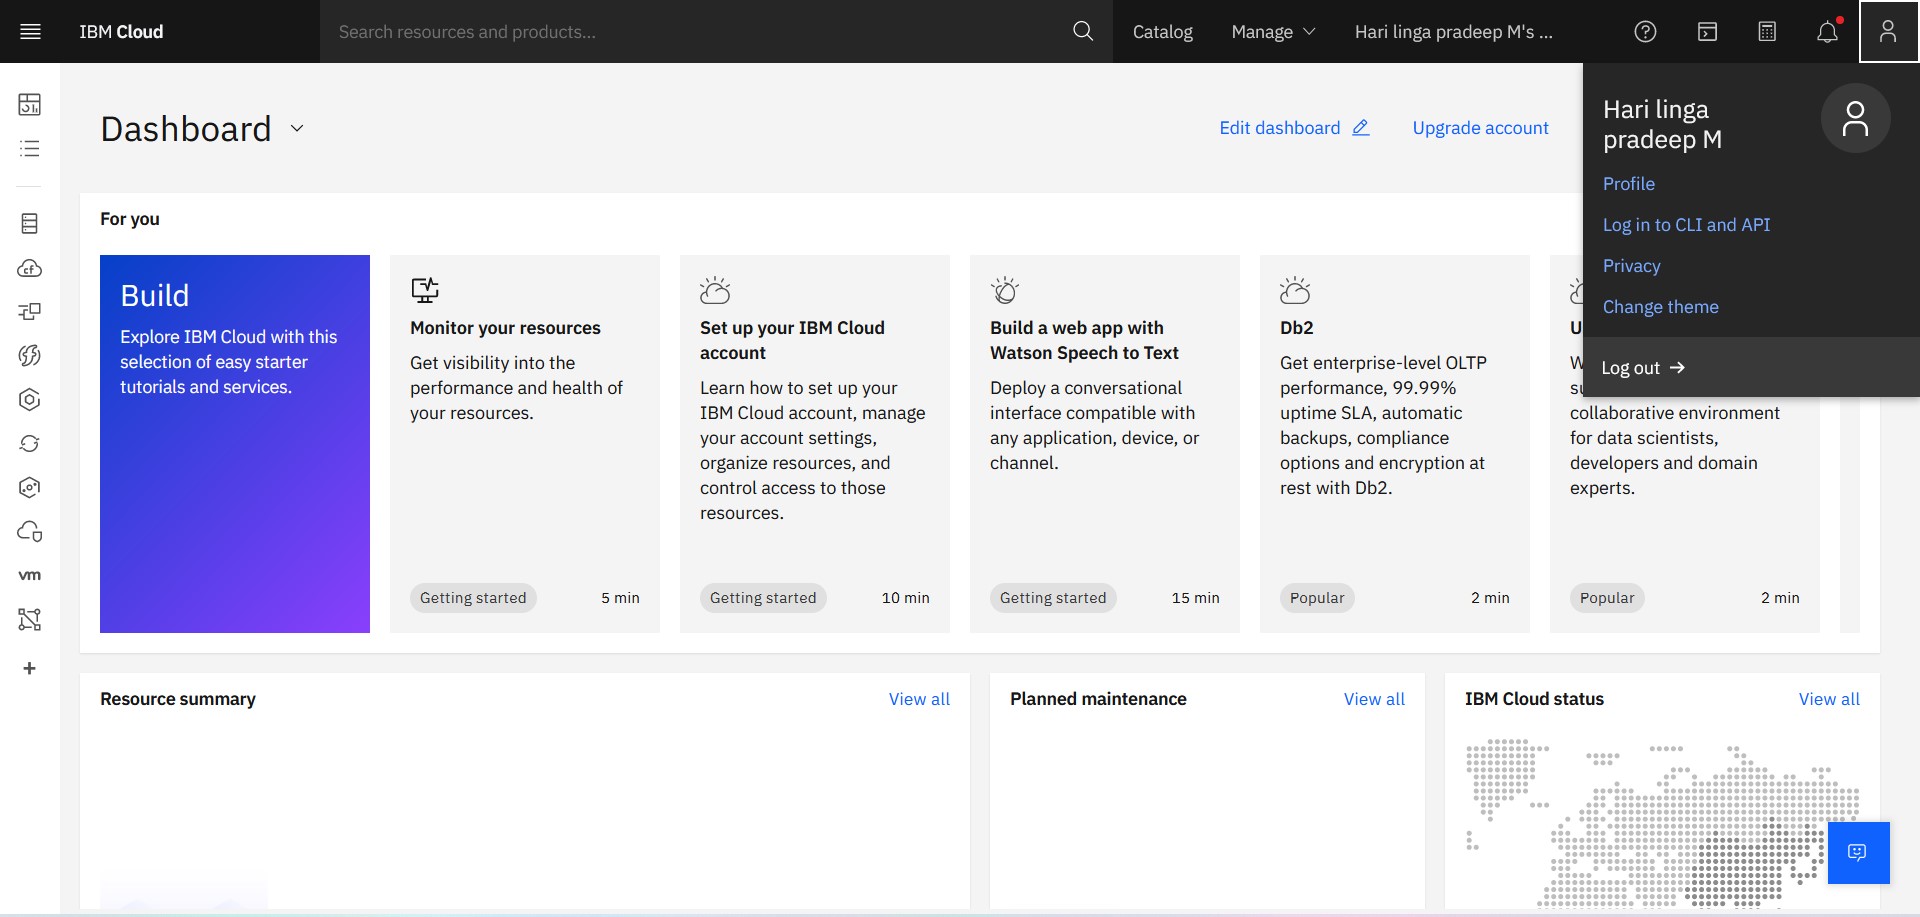 IBM Cloud
Search resources and products...
Catalog
Manage
Hari linga pradeep M's ...
Dashboard
Edit dashboard
Upgrade account
Hari linga
pradeep M
Profile
Log in to CLI and API
Privacy
Change theme
Log out
For you
Build
Explore IBM Cloud with this
selection of easy starter
tutorials and services.
Monitor your resources
Get visibility into the
performance and health of
your resources.
Getting started
5 min
Set up your IBM Cloud
account
Learn how to set up your
IBM Cloud account, manage
your account settings,
organize resources, and
control access to those
resources.
Getting started
10 min
Build a web app with
Watson Speech to Text
Deploy a conversational
interface compatible with
any application, device, or
channel.
Getting started
15 min
Db2
Get enterprise-level OLTP
performance, 99.99%
uptime SLA, automatic
backups, compliance
options and encryption at
rest with Db2.
Popular
2 min
collaborative environment
for data scientists,
developers and domain
experts.
Popular
2 min
cf
vm
Resource summary
View all
Planned maintenance
View all
IBM Cloud status
View all